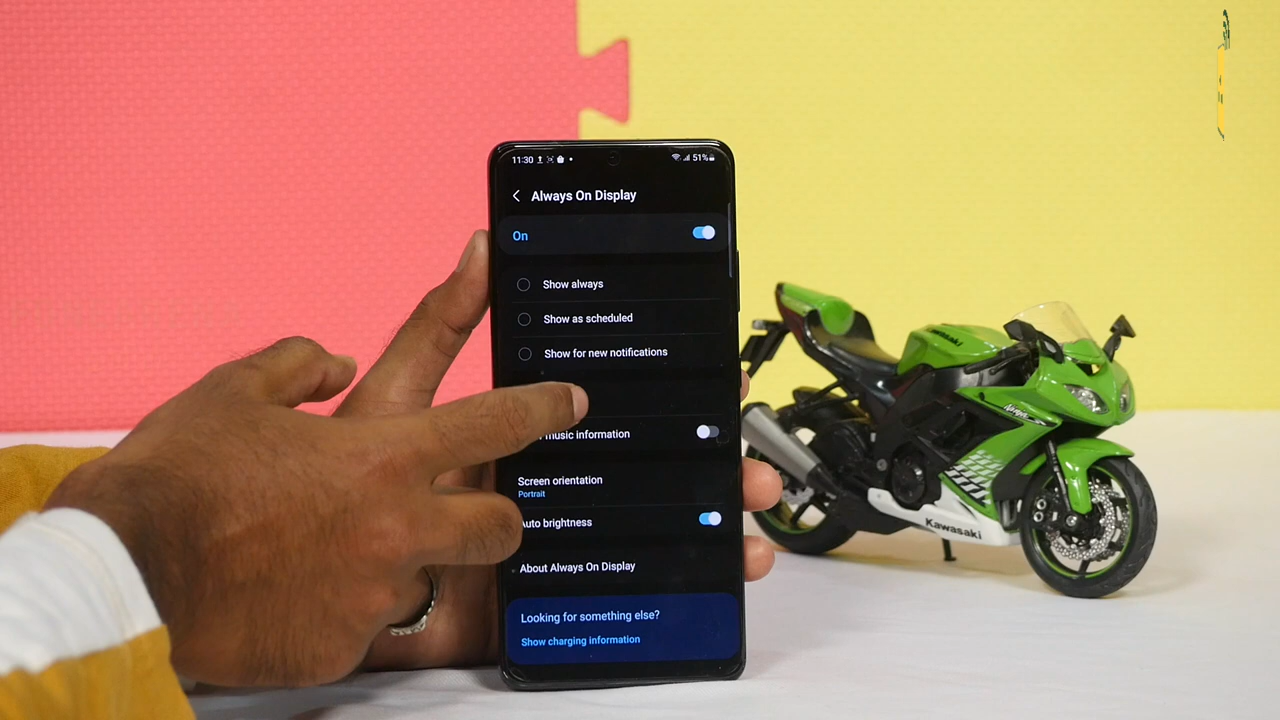 11:30
51%
Always On Display
On
Show always
Show as scheduled
Show for new notifications
music information
Screen orientation
Portrait
Auto brightness
About Always On Display
Looking for something else?
Show charging information
Kawasaki
Ninja
Kawasaki